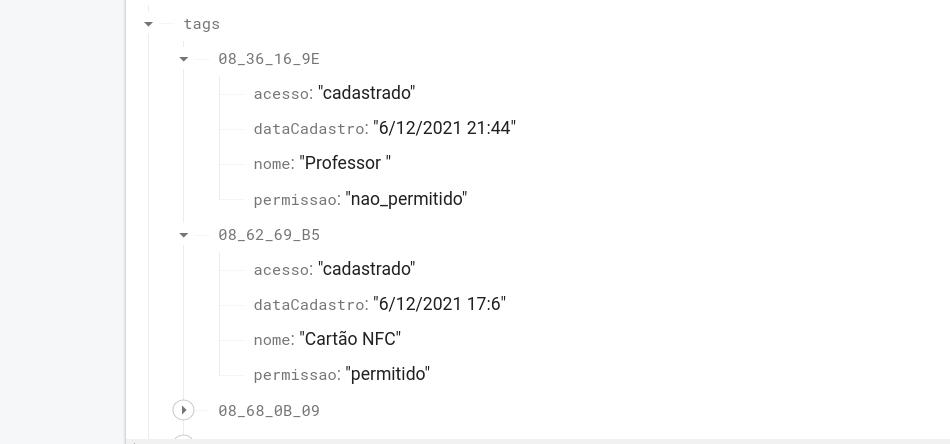 tags
08_36_16_9E
acesso: "cadastrado"
dataCadastro: "6/12/2021 21:44"
nome: "Professor "
permissao: "nao_permitido"
08_62_69_B5
acesso: "cadastrado"
dataCadastro: "6/12/2021 17:6"
nome: "Cartão NFC"
permissao: "permitido"
08_68_0B_09